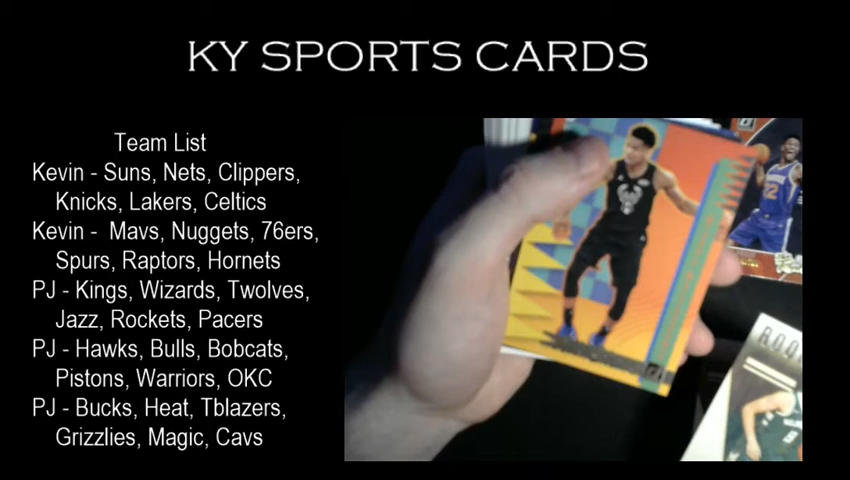 KY SPORTS CARDS
Team List
Kevin - Suns, Nets, Clippers,
Knicks, Lakers, Celtics
Kevin - Mavs, Nuggets, 76ers,
Spurs, Raptors, Hornets
PJ - Kings, Wizards, Twolves,
Jazz, Rockets, Pacers
PJ - Hawks, Bulls, Bobcats,
Pistons, Warriors, OKC
PJ - Bucks, Heat, Tblazers,
Grizzlies, Magic, Cavs